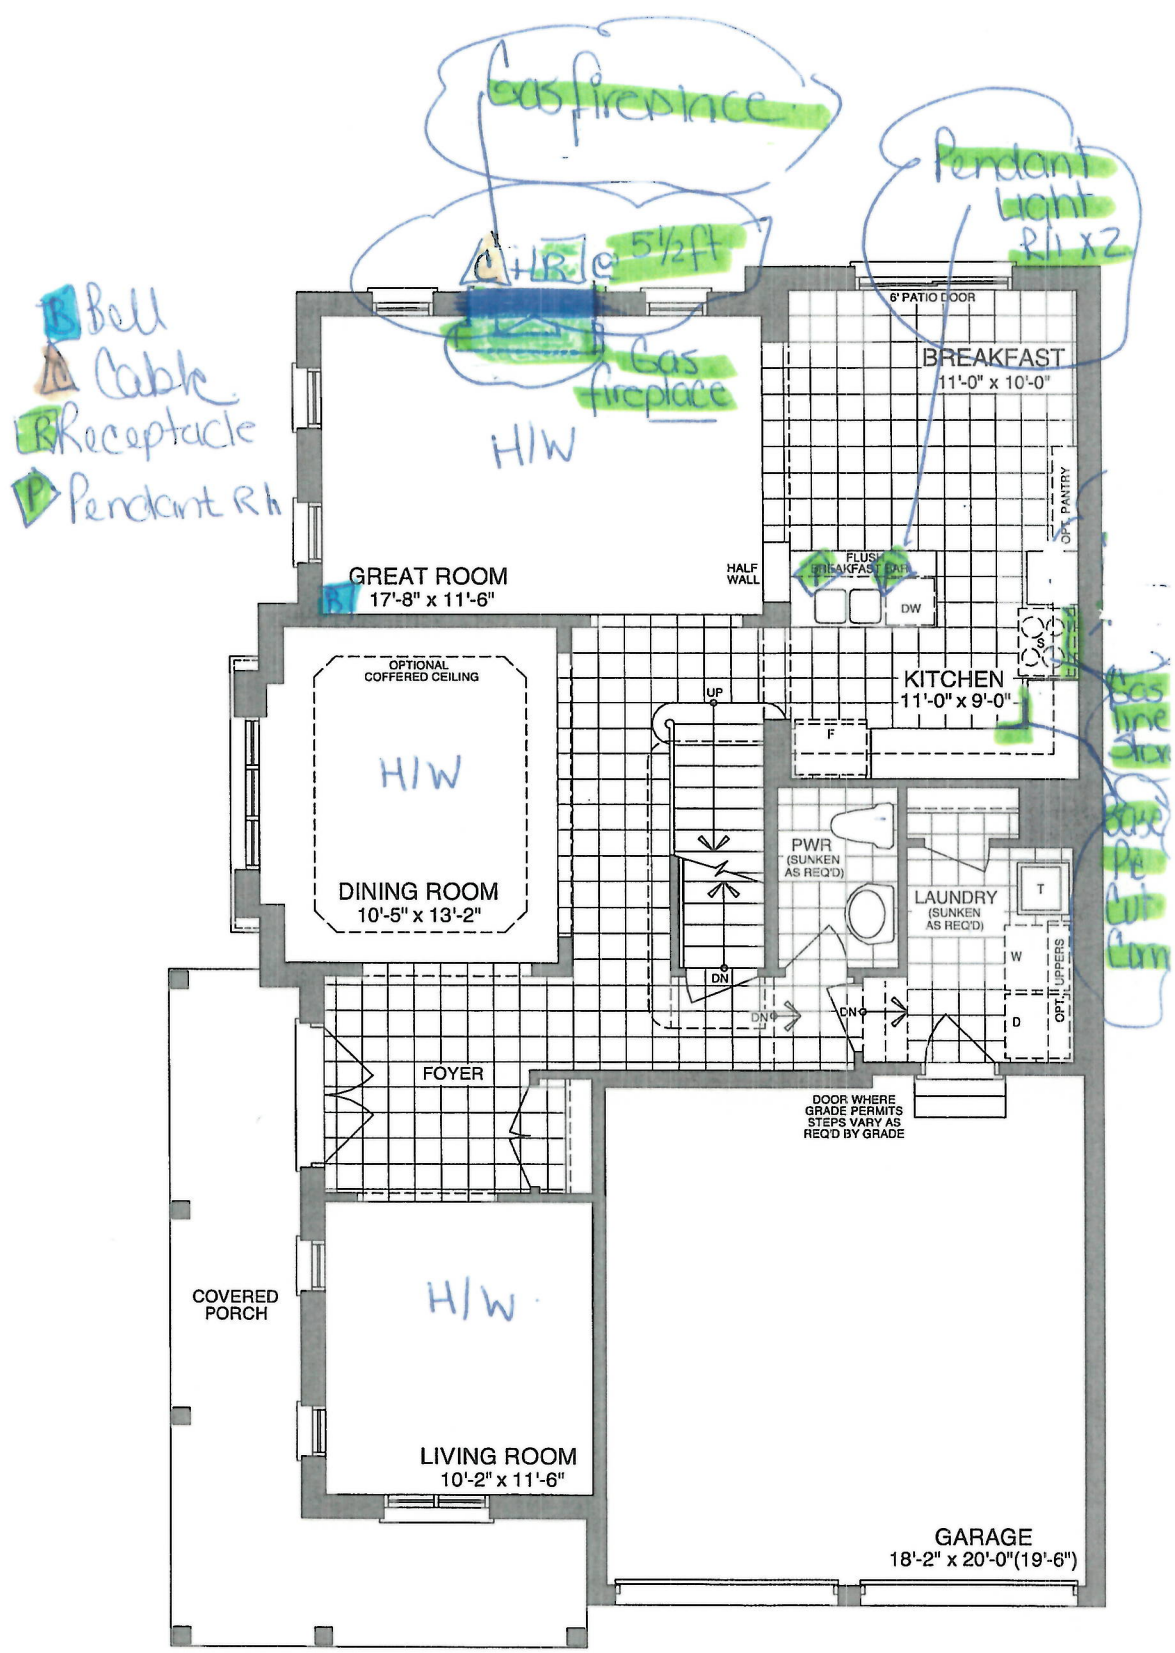 Gas fireplace
Pendant
Light
R/I x2
C + R @ 5½ft
6' PATIO DOOR
B Bell
C Cable
R Receptacle
P Pendant R/I
Gas
fireplace
BREAKFAST
11'-0" x 10'-0"
H/W
OPT. PANTRY
FLUSH
BREAKFAST BAR
P P
HALF
WALL
GREAT ROOM
17'-8" x 11'-6"
B
DW
S
OPTIONAL
COFFERED CEILING
KITCHEN
11'-0" x 9'-0"
UP
F
Gas
line
H/W
Base
Cut
PWR
(SUNKEN
AS REQ'D)
DINING ROOM
10'-5" x 13'-2"
LAUNDRY
(SUNKEN
AS REQ'D)
T
W
OPT. UPPERS
D
DN
DN
DN
FOYER
DOOR WHERE
GRADE PERMITS
STEPS VARY AS
REQ'D BY GRADE
COVERED
PORCH
H/W
LIVING ROOM
10'-2" x 11'-6"
GARAGE
18'-2" x 20'-0"(19'-6")